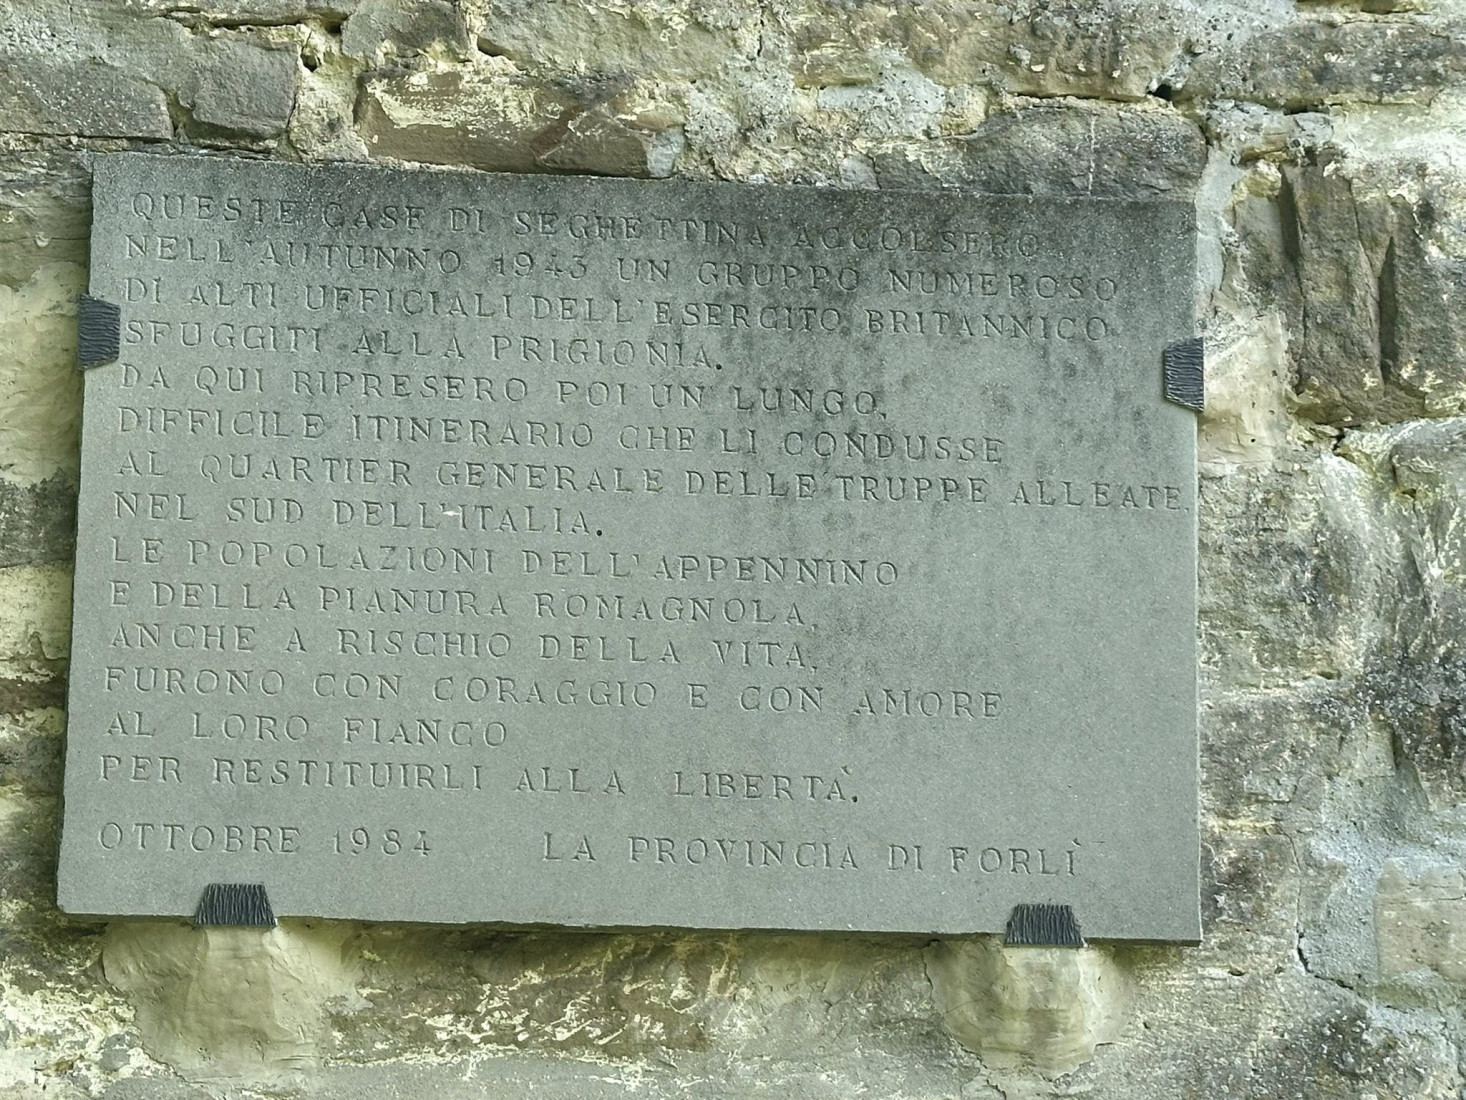 QUESTE CASE DI SEGHETTINA ACCOLSERO
NELL'AUTUNNO 1943 UN GRUPPO NUMEROSO
DI ALTI UFFICIALI DELL'ESERCITO BRITANNICO
SFUGGITI ALLA PRIGIONIA.
DA QUI RIPRESERO POI UN LUNGO,
DIFFICILE ITINERARIO CHE LI CONDUSSE
AL QUARTIER GENERALE DELLE TRUPPE ALLEATE
NEL SUD DELL'ITALIA.
LE POPOLAZIONI DELL'APPENNINO
E DELLA PIANURA ROMAGNOLA,
ANCHE A RISCHIO DELLA VITA,
FURONO CON CORAGGIO E CON AMORE
AL LORO FIANCO
PER RESTITUIRLI ALLA LIBERTÀ.
OTTOBRE 1984 LA PROVINCIA DI FORLÌ